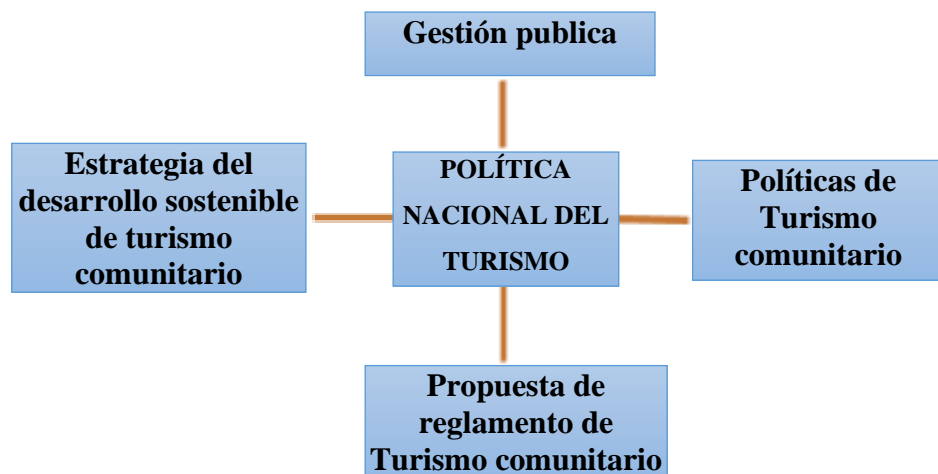 Gestión publica
Estrategia del
desarrollo sostenible
de turismo
comunitario
POLÍTICA
NACIONAL DEL
TURISMO
Políticas de
Turismo
comunitario
Propuesta de
reglamento de
Turismo comunitario